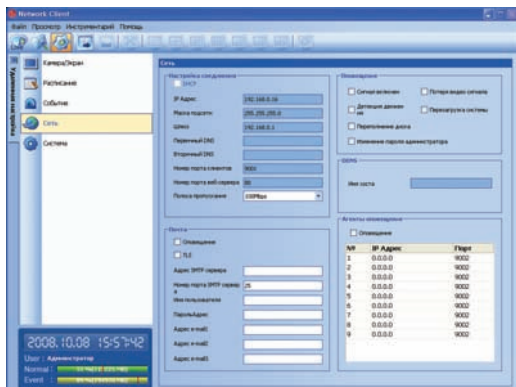 Network Client
Файл Просмотр Инструментарий Помощь
Удаленная настройка
Камера/Экран
Расписание
Событие
Сеть
Система
Сеть
Настройка соединения
DHCP
IP Адрес 192.168.0.16
Маска подсети 255.255.255.0
Шлюз 192.168.0.1
Первичный DNS
Вторичный DNS
Номер порта клиентов 9001
Номер порта веб сервера 80
Полоса пропускания 100Mbps
Почта
Оповещение
TLS
Адрес SMTP сервера
Номер порта SMTP сервера 25
Имя пользователя
Пароль/Адрес
Адрес e-mail1
Адрес e-mail2
Адрес e-mail3
Оповещение
Сигнал включен
Потеря видео сигнала
Детекция движения
Перезагрузка системы
Переполнение диска
Изменение пароля администратора
DDNS
Имя хоста
Агенты оповещения
Оповещение
№ IP Адрес Порт
1 0.0.0.0 9002
2 0.0.0.0 9002
3 0.0.0.0 9002
4 0.0.0.0 9002
5 0.0.0.0 9002
6 0.0.0.0 9002
7 0.0.0.0 9002
8 0.0.0.0 9002
9 0.0.0.0 9002
2008.10.08 15:57:42
User : Администратор
Normal :
Event :